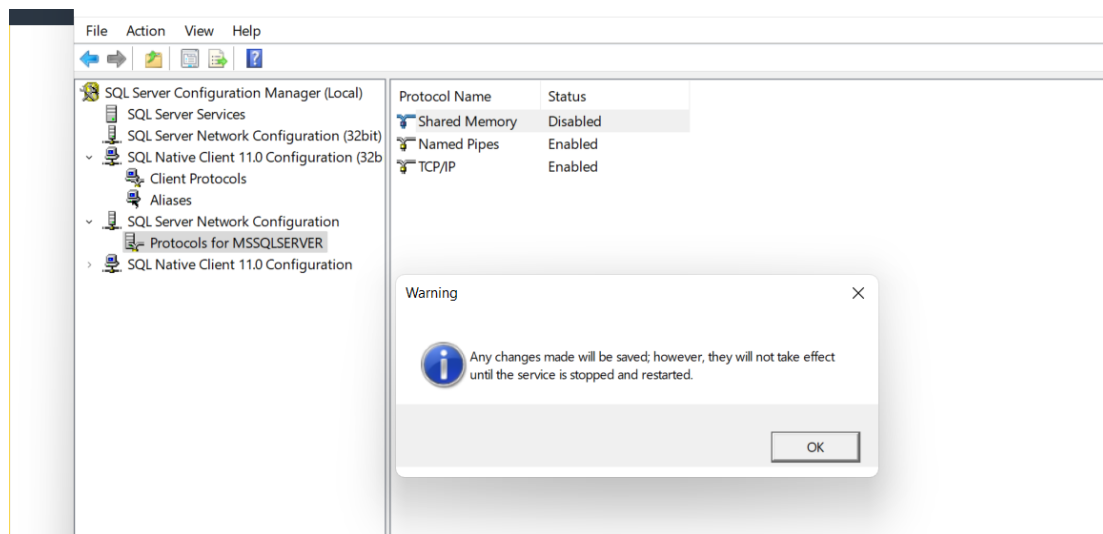 File Action View Help
SQL Server Configuration Manager (Local)
SQL Server Services
SQL Server Network Configuration (32bit)
SQL Native Client 11.0 Configuration (32b
Client Protocols
Aliases
SQL Server Network Configuration
Protocols for MSSQLSERVER
SQL Native Client 11.0 Configuration
Protocol Name Status
Shared Memory Disabled
Named Pipes Enabled
TCP/IP Enabled
Warning
Any changes made will be saved; however, they will not take effect
until the service is stopped and restarted.
OK